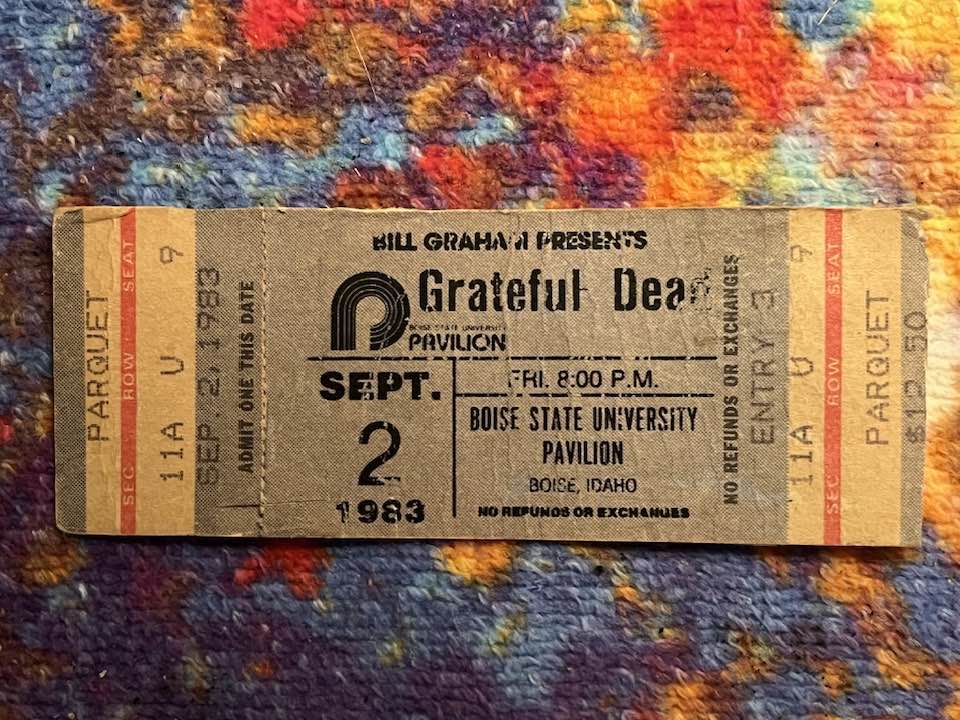 PARQUET
SEC ROW SEAT
11A U 9
SEP. 2, 1983
ADMIT ONE THIS DATE
BILL GRAHAM PRESENTS
Grateful Dead
BOISE STATE UNIVERSITY
PAVILION
SEPT.
2
1983
FRI. 8:00 P.M.
BOISE STATE UNIVERSITY
PAVILION
BOISE, IDAHO
NO REFUNDS OR EXCHANGES
NO REFUNDS OR EXCHANGES
ENTRY 3
11A U 9
SEC ROW SEAT
PARQUET
$12.50